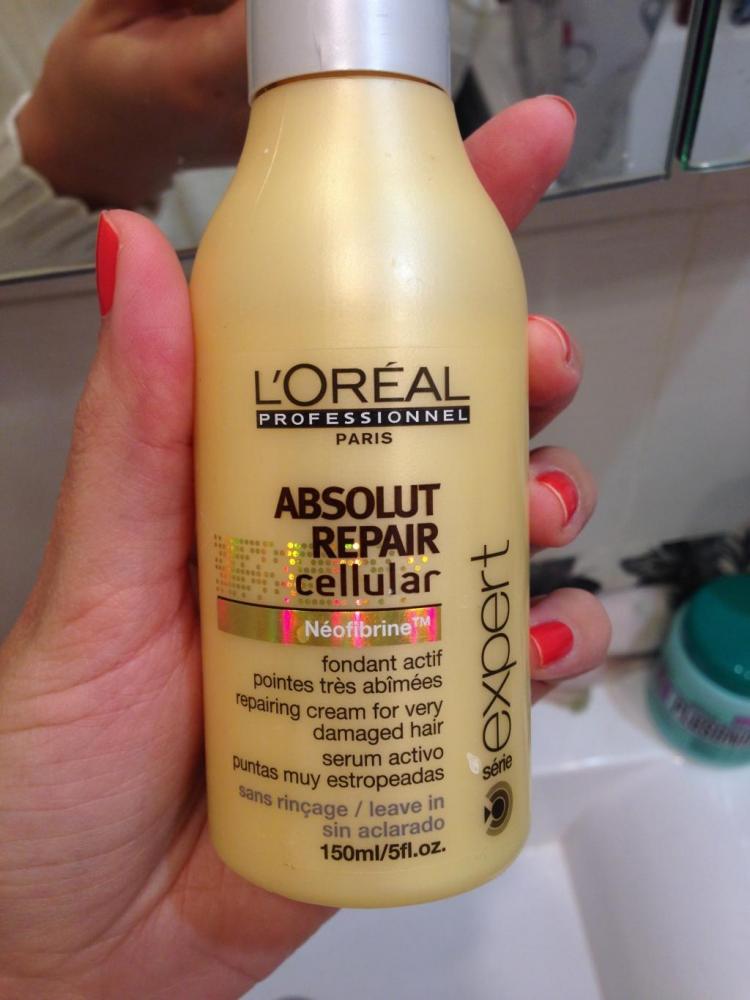 L'ORÉAL
PROFESSIONNEL
PARIS
ABSOLUT
REPAIR
cellular
Néofibrine™
fondant actif
pointes très abîmées
repairing cream for very
damaged hair
serum activo
puntas muy estropeadas
sans rinçage / leave in
sin aclarado
150ml/5fl.oz.
série expert